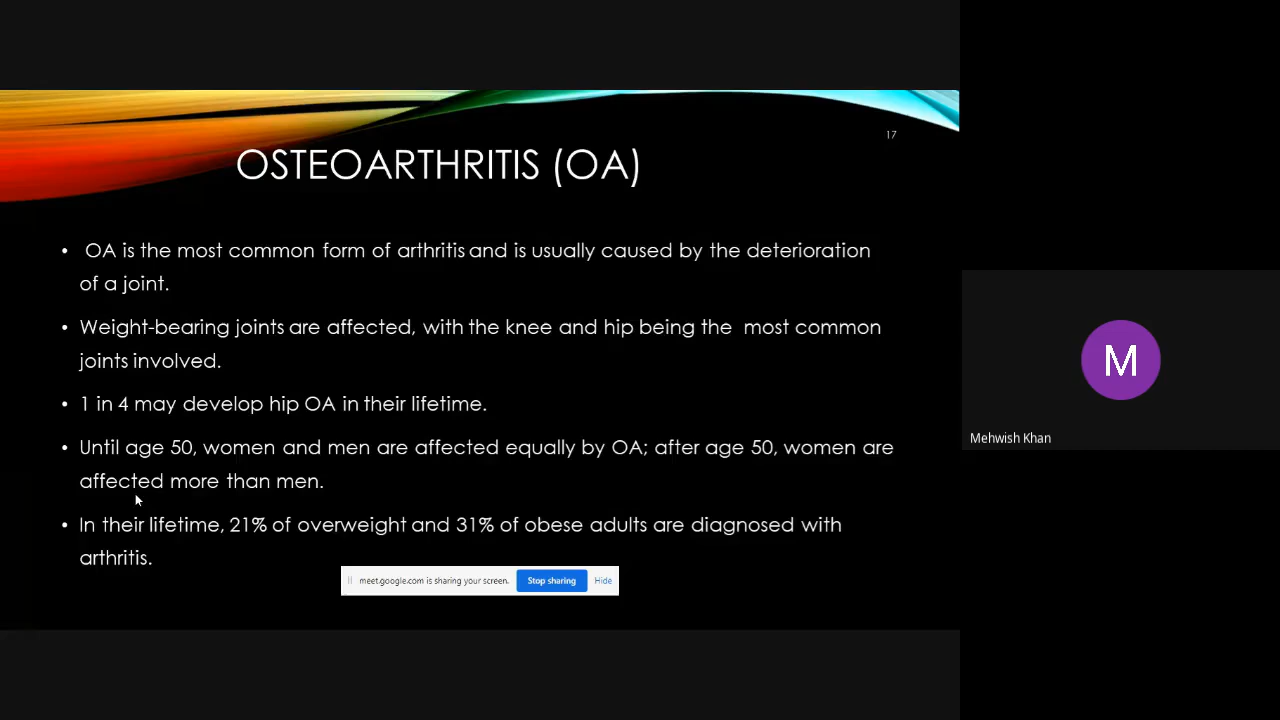 17
OSTEOARTHRITIS (OA)
• OA is the most common form of arthritis and is usually caused by the deterioration
of a joint.
• Weight-bearing joints are affected, with the knee and hip being the most common
joints involved.
• 1 in 4 may develop hip OA in their lifetime.
• Until age 50, women and men are affected equally by OA; after age 50, women are
affected more than men.
• In their lifetime, 21% of overweight and 31% of obese adults are diagnosed with
arthritis.
meet.google.com is sharing your screen. Stop sharing Hide
M
Mehwish Khan